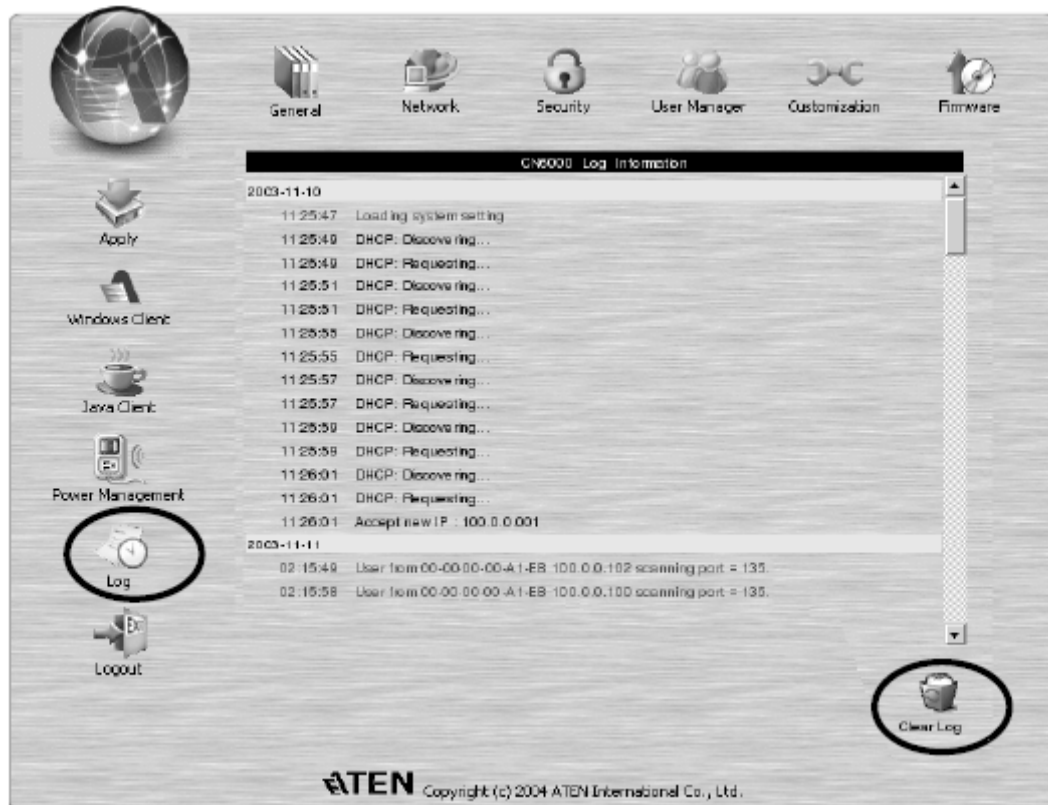 General Network Security User Manager Customization Firmware
CN6000 Log Information
2003-11-10
11:25:47 Loading system setting
11:25:49 DHCP: Discovering...
11:25:49 DHCP: Requesting...
11:25:51 DHCP: Discovering...
11:25:51 DHCP: Requesting...
11:25:55 DHCP: Discovering...
11:25:55 DHCP: Requesting...
11:25:57 DHCP: Discovering...
11:25:57 DHCP: Requesting...
11:25:59 DHCP: Discovering...
11:25:59 DHCP: Requesting...
11:26:01 DHCP: Discovering...
11:26:01 DHCP: Requesting...
11:26:01 Accept new IP : 100.0.0.001
2003-11-11
02:15:49 User from 00-00-00-00-A1-EB 100.0.0.102 scanning port = 135.
02:15:58 User from 00-00-00-00-A1-EB 100.0.0.100 scanning port = 135.
Apply
Windows Client
Java Client
Power Management
Log
Logout
Clear Log
ATEN Copyright (c) 2004 ATEN International Co., Ltd.